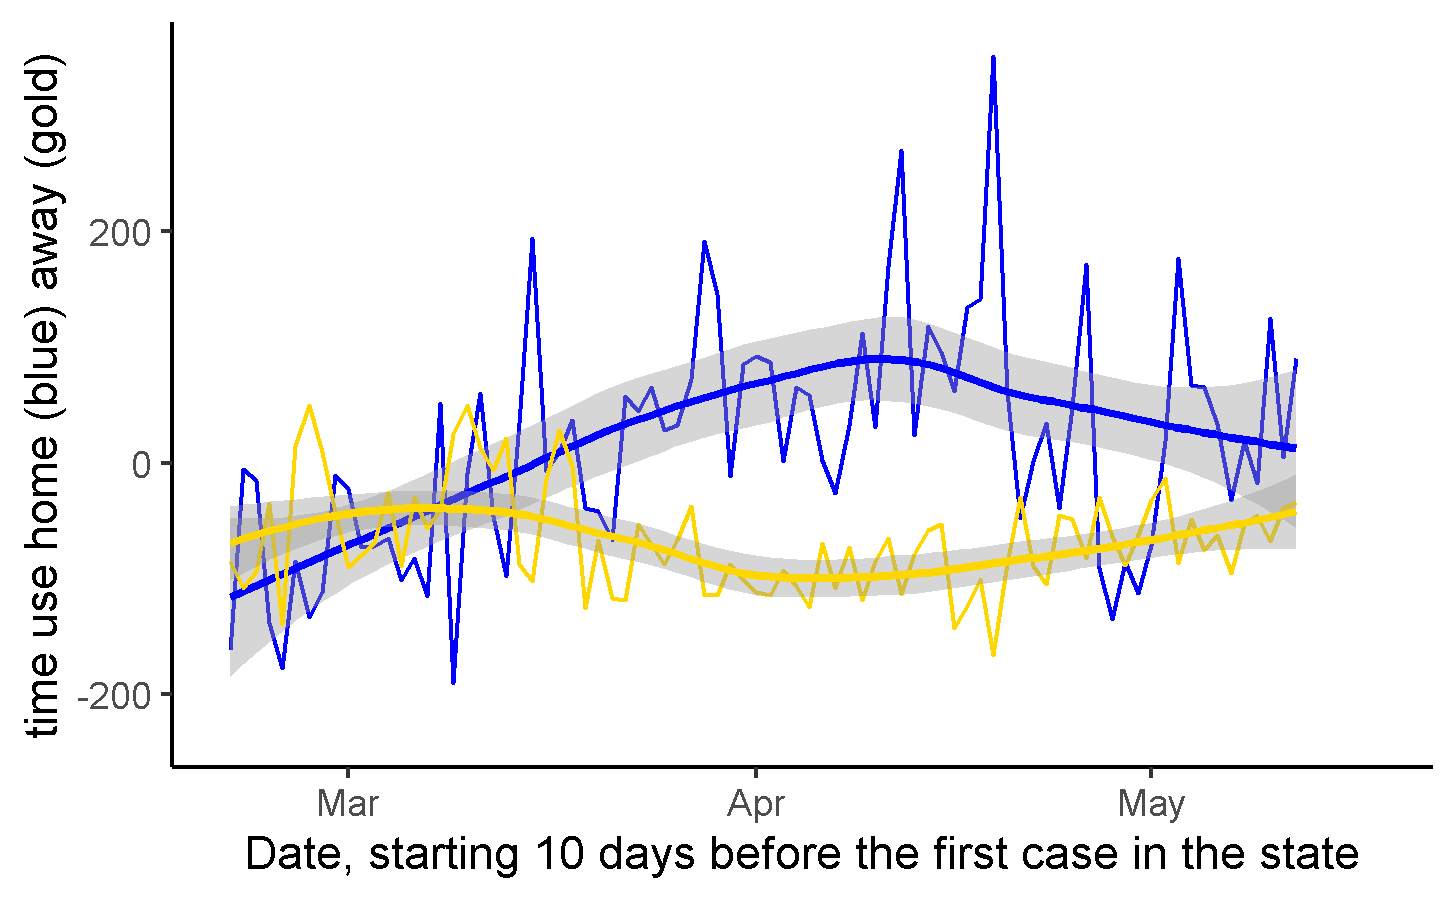 time use home (blue) away (gold)
200
0
-200
Mar
Apr
May
Date, starting 10 days before the first case in the state